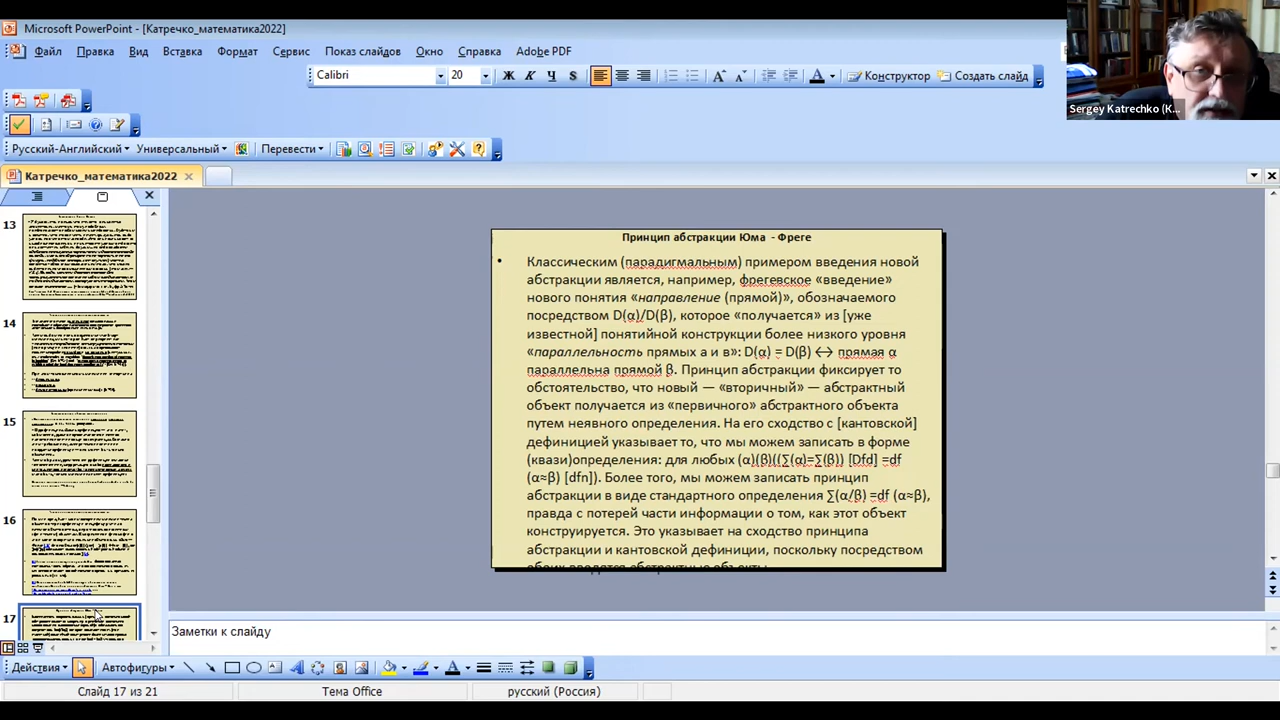 Microsoft PowerPoint - [Катречко_математика2022]
Файл Правка Вид Вставка Формат Сервис Показ слайдов Окно Справка Adobe PDF
Calibri 20 Ж К Ч S Конструктор Создать слайд
Sergey Katrechko (K...
Русский-Английский Универсальный Перевести
Катречко_математика2022
13
14
15
16
17
Принцип абстракции Юма - Фреге
• Классическим (парадигмальным) примером введения новой
абстракции является, например, фрегевское «введение»
нового понятия «направление (прямой)», обозначаемого
посредством D(α)/D(β), которое «получается» из [уже
известной] понятийной конструкции более низкого уровня
«параллельность прямых а и в»: D(α) = D(β) ↔ прямая α
параллельна прямой β. Принцип абстракции фиксирует то
обстоятельство, что новый — «вторичный» — абстрактный
объект получается из «первичного» абстрактного объекта
путем неявного определения. На его сходство с [кантовской]
дефиницией указывает то, что мы можем записать в форме
(квази)определения: для любых (α)(β)((∑(α)=∑(β)) [Dfd] =df
(α≈β) [dfn]). Более того, мы можем записать принцип
абстракции в виде стандартного определения ∑(α/β) =df (α≈β),
правда с потерей части информации о том, как этот объект
конструируется. Это указывает на сходство принципа
абстракции и кантовской дефиниции, поскольку посредством
обоих вводятся абстрактные объекты.
Заметки к слайду
Действия Автофигуры
Слайд 17 из 21 Тема Office русский (Россия)